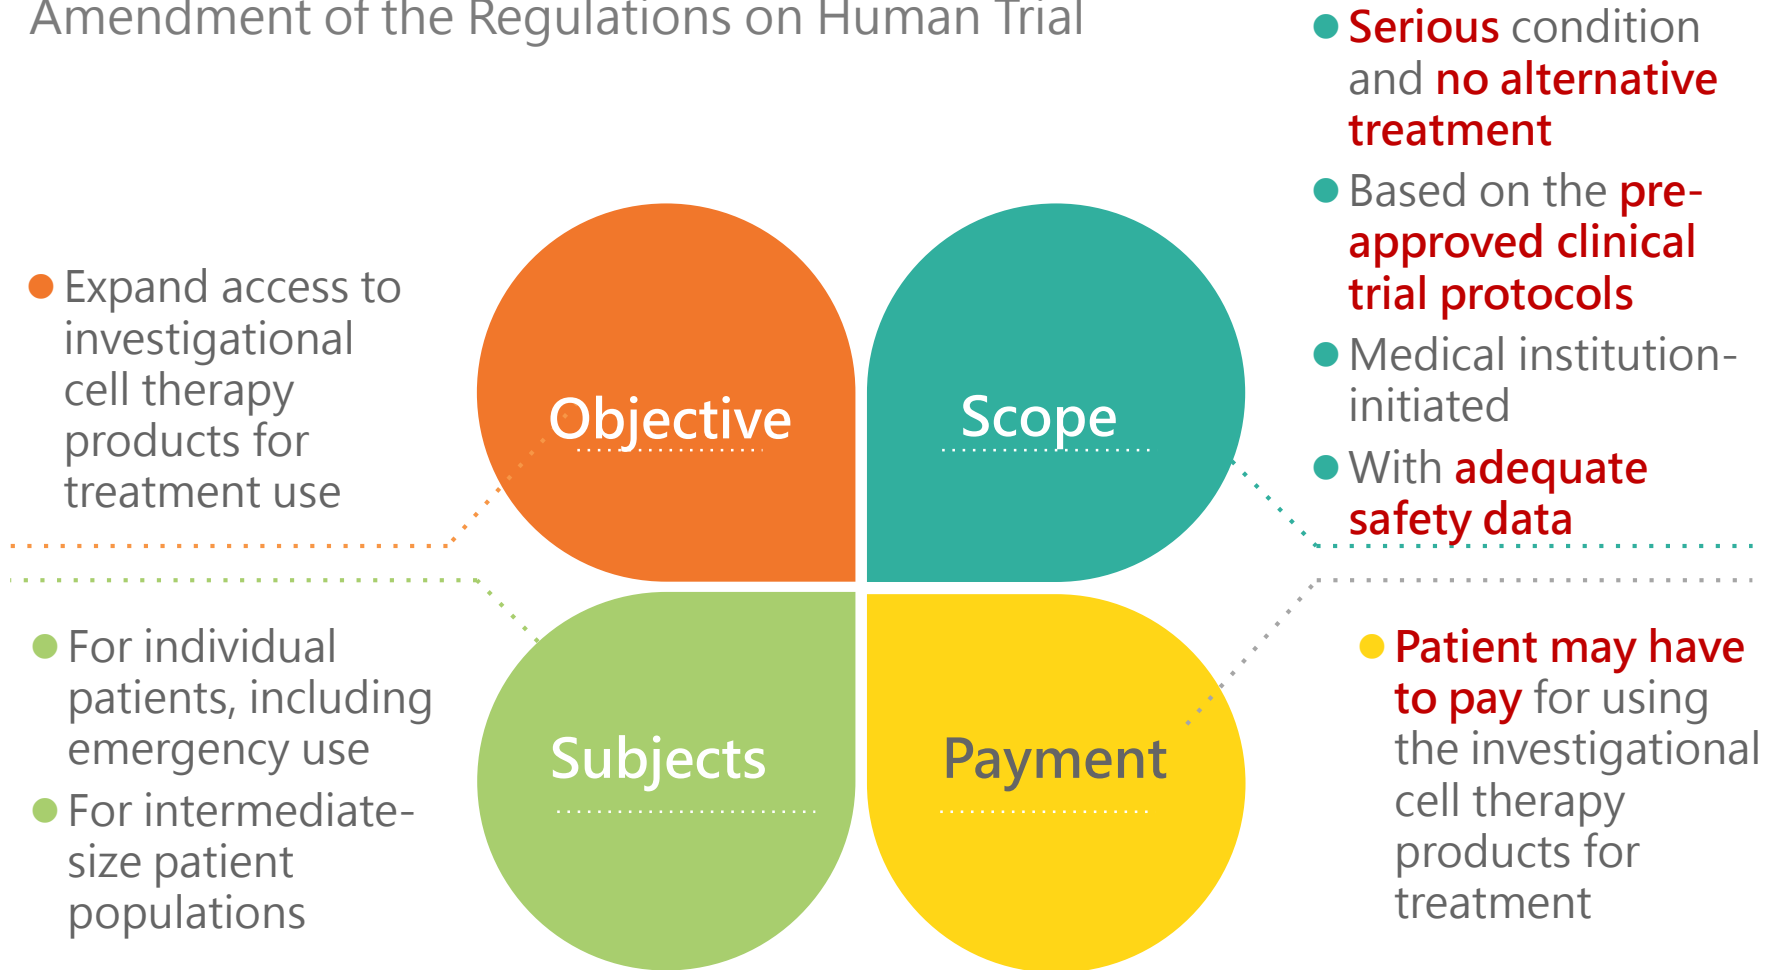 Amendment of the Regulations on Human Trial
Expand access to
investigational
cell therapy
products for
treatment use
Objective
Scope
Serious condition
and no alternative
treatment
Based on the pre-
approved clinical
trial protocols
Medical institution-
initiated
With adequate
safety data
For individual
patients, including
emergency use
For intermediate-
size patient
populations
Subjects
Payment
Patient may have
to pay for using
the investigational
cell therapy
products for
treatment